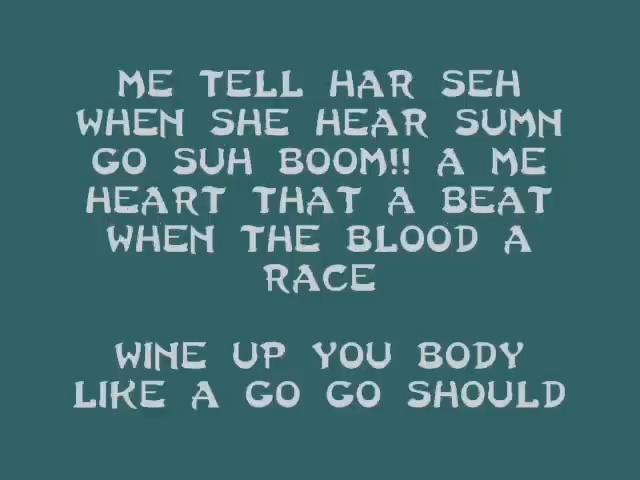 ME TELL HAR SEH
WHEN SHE HEAR SUMN
GO SUH BOOM!! A ME
HEART THAT A BEAT
WHEN THE BLOOD A
RACE
WINE UP YOU BODY
LIKE A GO GO SHOULD